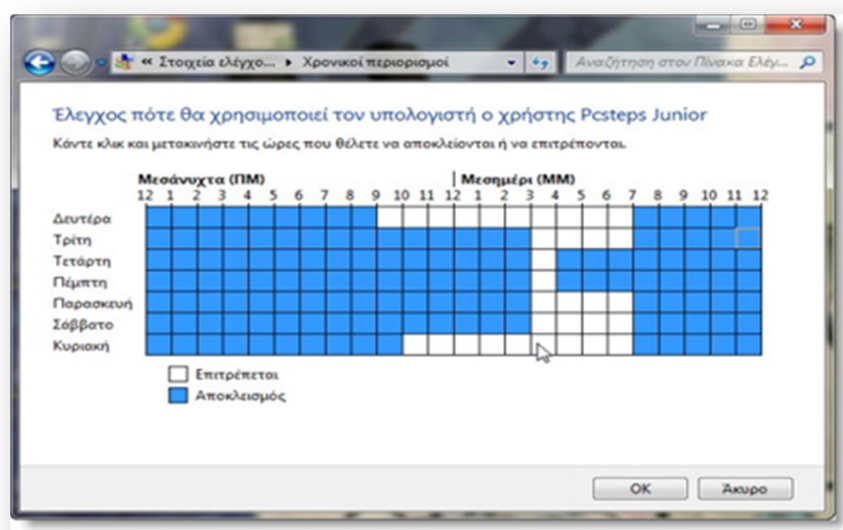 « Στοιχεία ελέγχο... ▸ Χρονικοί περιορισμοί
Αναζήτηση στον Πίνακα Ελέγ...
Έλεγχος πότε θα χρησιμοποιεί τον υπολογιστή ο χρήστης Pcsteps Junior
Κάντε κλικ και μετακινήστε τις ώρες που θέλετε να αποκλείονται ή να επιτρέπονται.
Μεσάνυχτα (ΠΜ) | Μεσημέρι (ΜΜ)
12 1 2 3 4 5 6 7 8 9 10 11 12 1 2 3 4 5 6 7 8 9 10 11 12
Δευτέρα
Τρίτη
Τετάρτη
Πέμπτη
Παρασκευή
Σάββατο
Κυριακή
Επιτρέπεται
Αποκλεισμός
OK Άκυρο